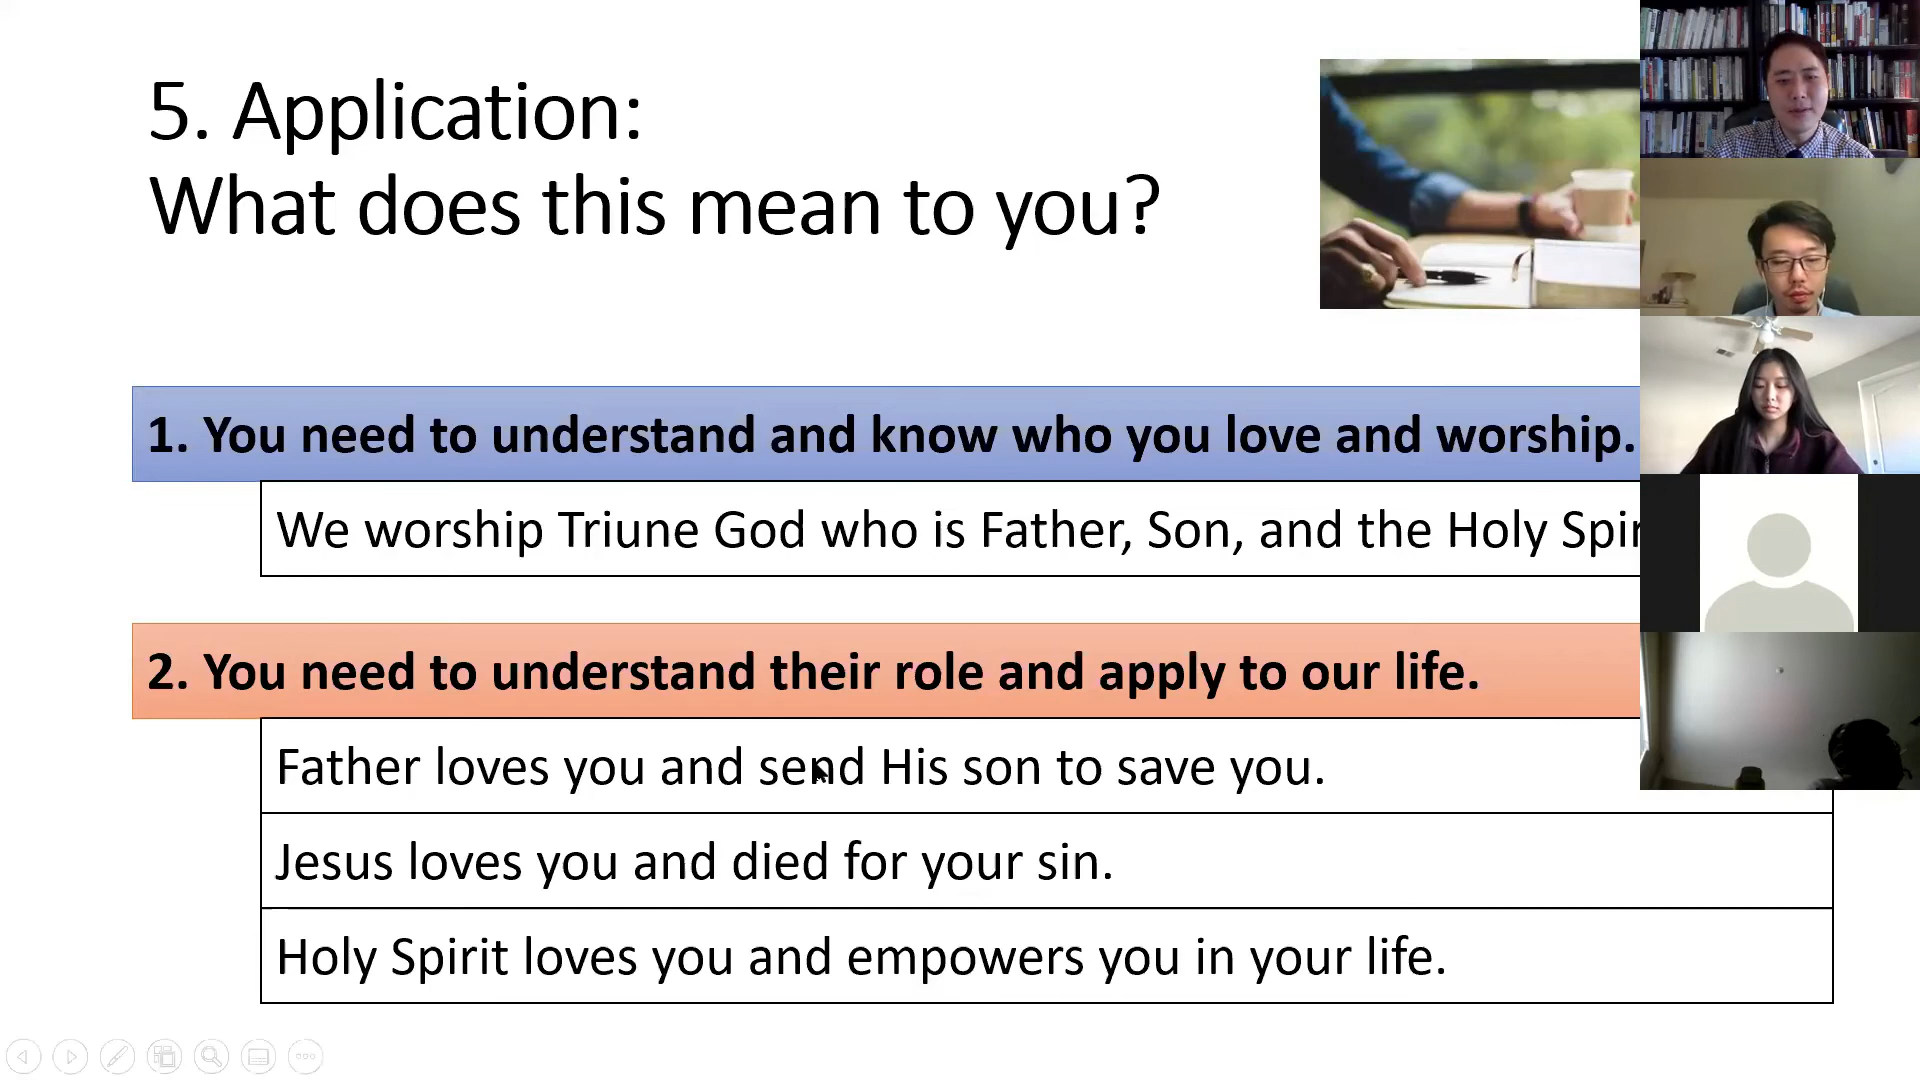 5. Application:
What does this mean to you?
1. You need to understand and know who you love and worship.
We worship Triune God who is Father, Son, and the Holy
2. You need to understand their role and apply to our life.
Father loves you and send His son to save you.
Jesus loves you and died for your sin.
Holy Spirit loves you and empowers you in your life.